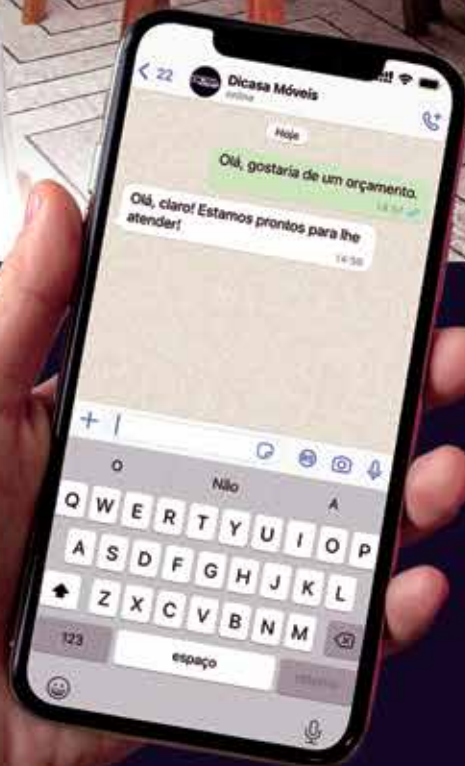 22
Dicasa Móveis
online
Hoje
Olá, gostaria de um orçamento.
Olá, claro! Estamos prontos para lhe
atender!
14:58
O Não A
Q W E R T Y U I O P
A S D F G H J K L
Z X C V B N M
123 espaço